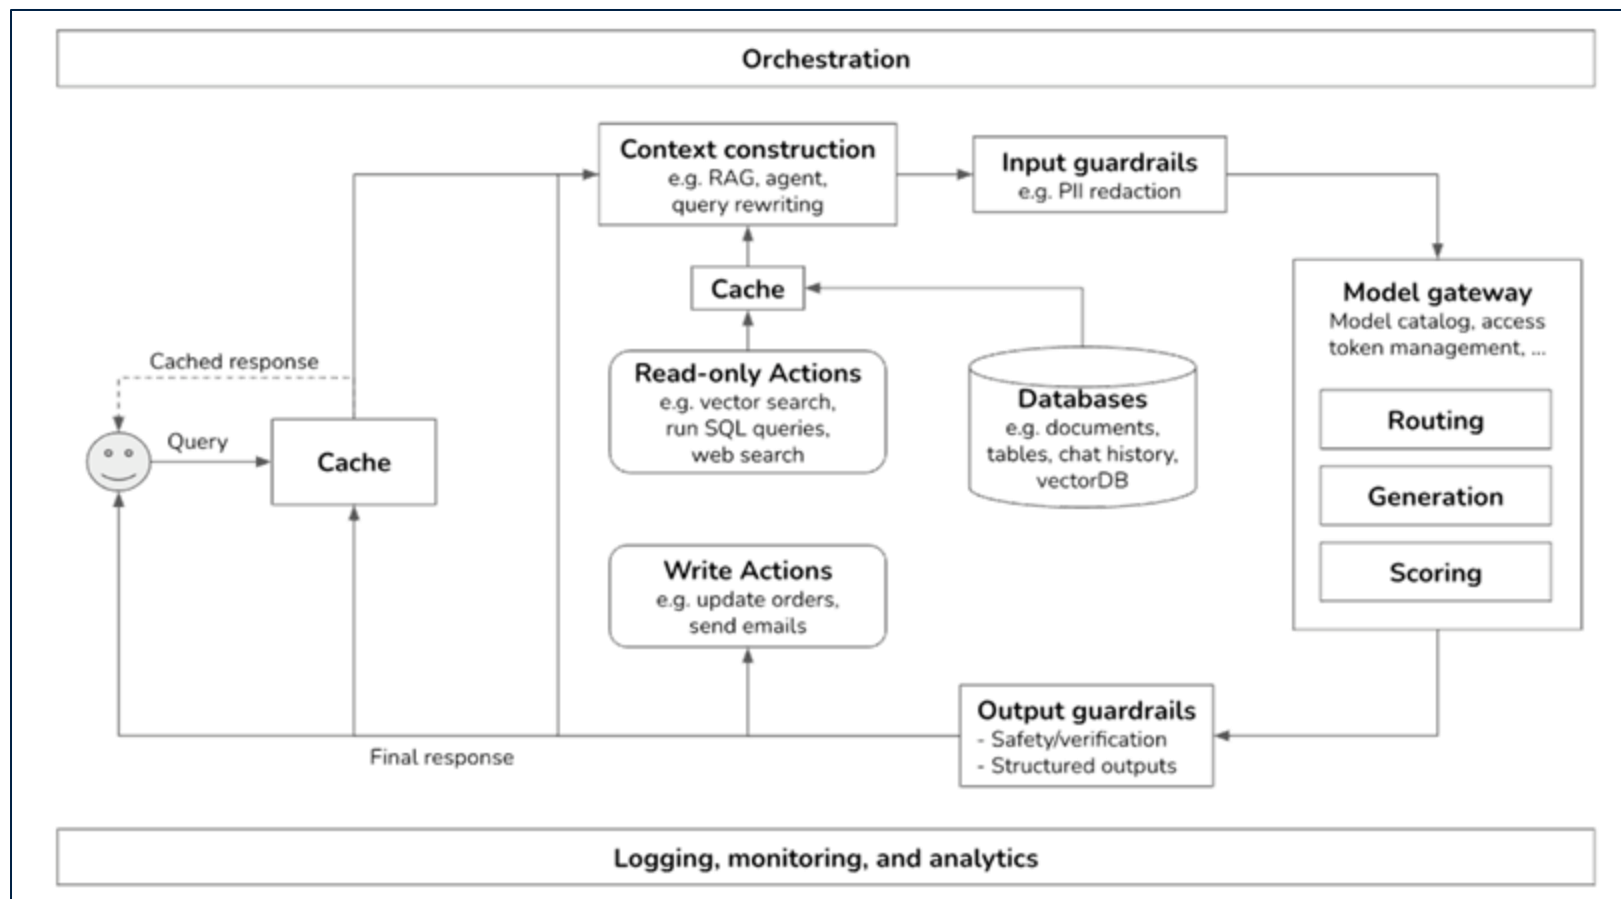 Orchestration
Context construction
e.g. RAG, agent,
query rewriting
Input guardrails
e.g. PII redaction
Cache
Model gateway
Model catalog, access
token management, ...
Routing
Generation
Scoring
Read-only Actions
e.g. vector search,
run SQL queries,
web search
Databases
e.g. documents,
tables, chat history,
vectorDB
Cached response
Query
Cache
Write Actions
e.g. update orders,
send emails
Output guardrails
- Safety/verification
- Structured outputs
Final response
Logging, monitoring, and analytics